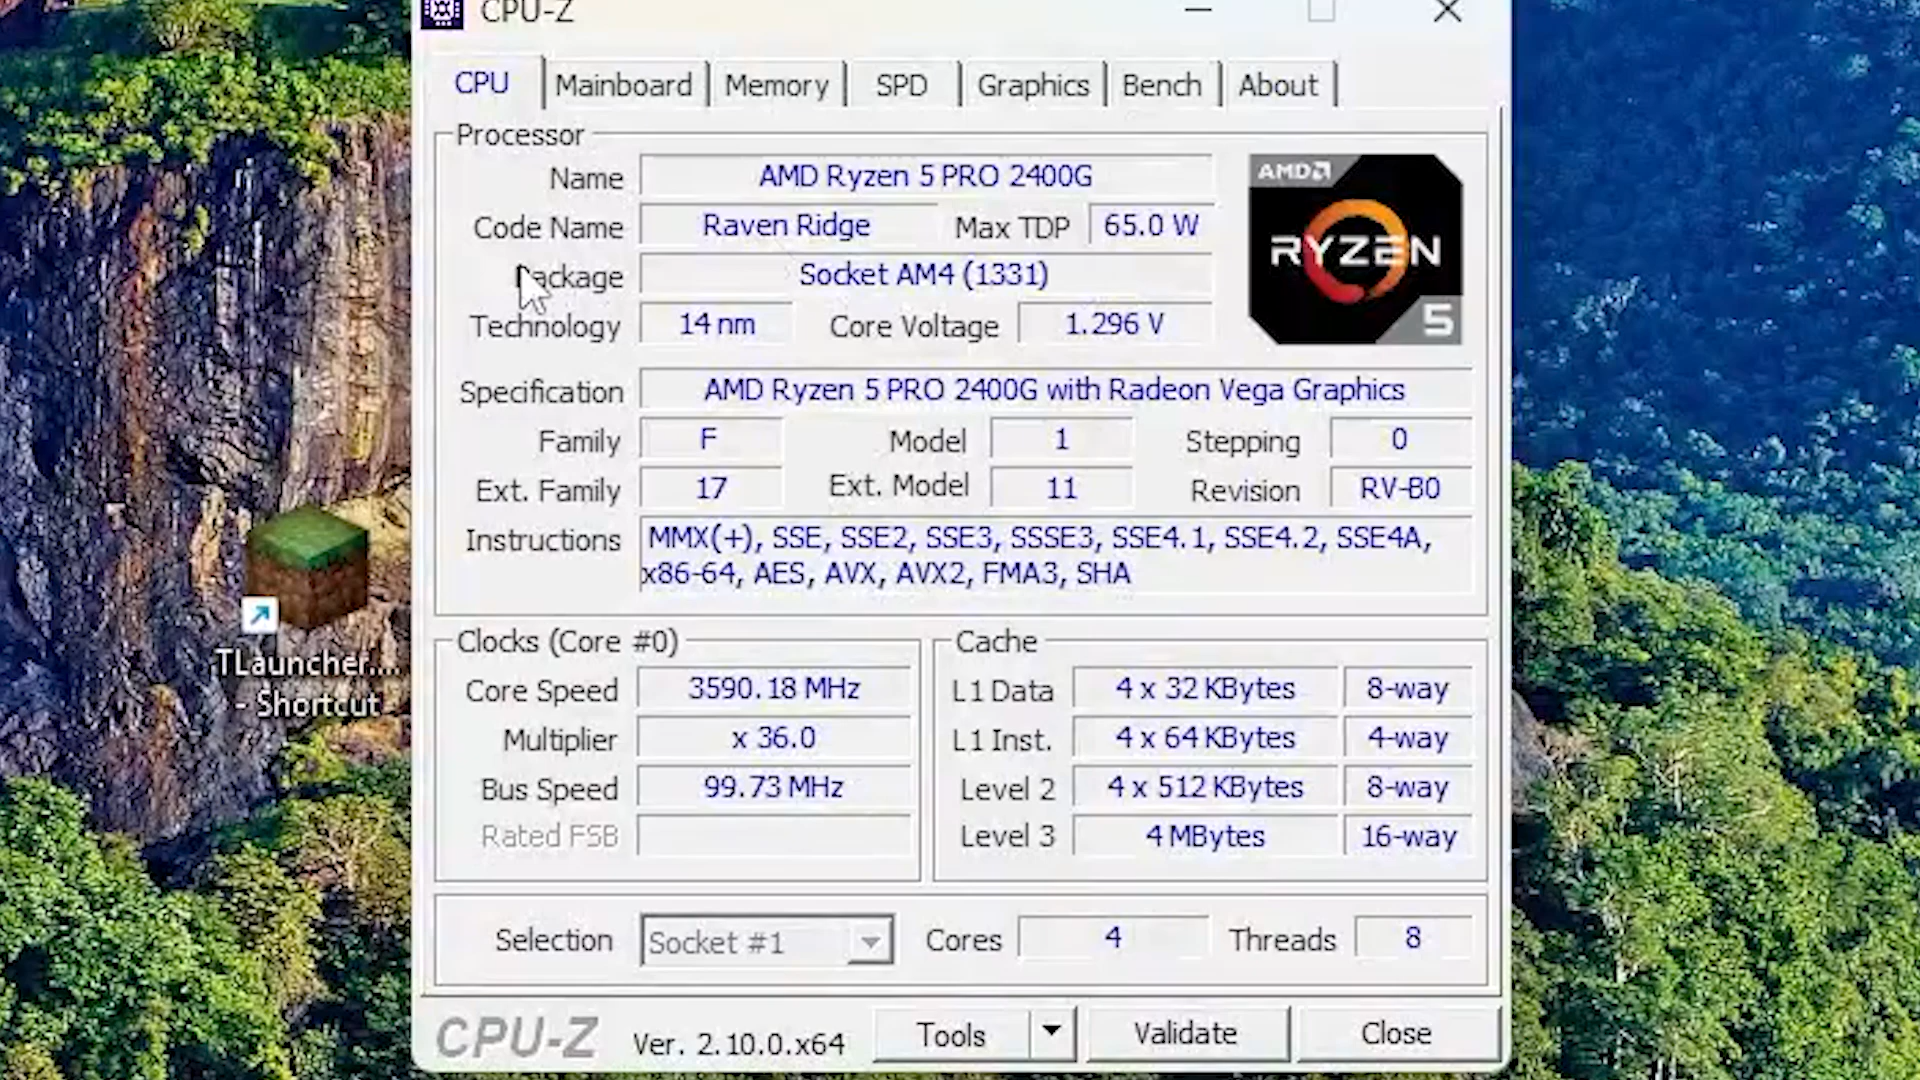 CPU-Z
CPU Mainboard Memory SPD Graphics Bench About
Processor
Name AMD Ryzen 5 PRO 2400G
Code Name Raven Ridge Max TDP 65.0 W
Package Socket AM4 (1331)
Technology 14 nm Core Voltage 1.296 V
AMD
RYZEN
5
Specification AMD Ryzen 5 PRO 2400G with Radeon Vega Graphics
Family F Model 1 Stepping 0
Ext. Family 17 Ext. Model 11 Revision RV-B0
Instructions MMX(+), SSE, SSE2, SSE3, SSSE3, SSE4.1, SSE4.2, SSE4A,
x86-64, AES, AVX, AVX2, FMA3, SHA
Clocks (Core #0)
Core Speed 3590.18 MHz
Multiplier x 36.0
Bus Speed 99.73 MHz
Rated FSB
Cache
L1 Data 4 x 32 KBytes 8-way
L1 Inst. 4 x 64 KBytes 4-way
Level 2 4 x 512 KBytes 8-way
Level 3 4 MBytes 16-way
Selection Socket #1 Cores 4 Threads 8
CPU-Z Ver. 2.10.0.x64 Tools Validate Close
TLauncher....
- Shortcut